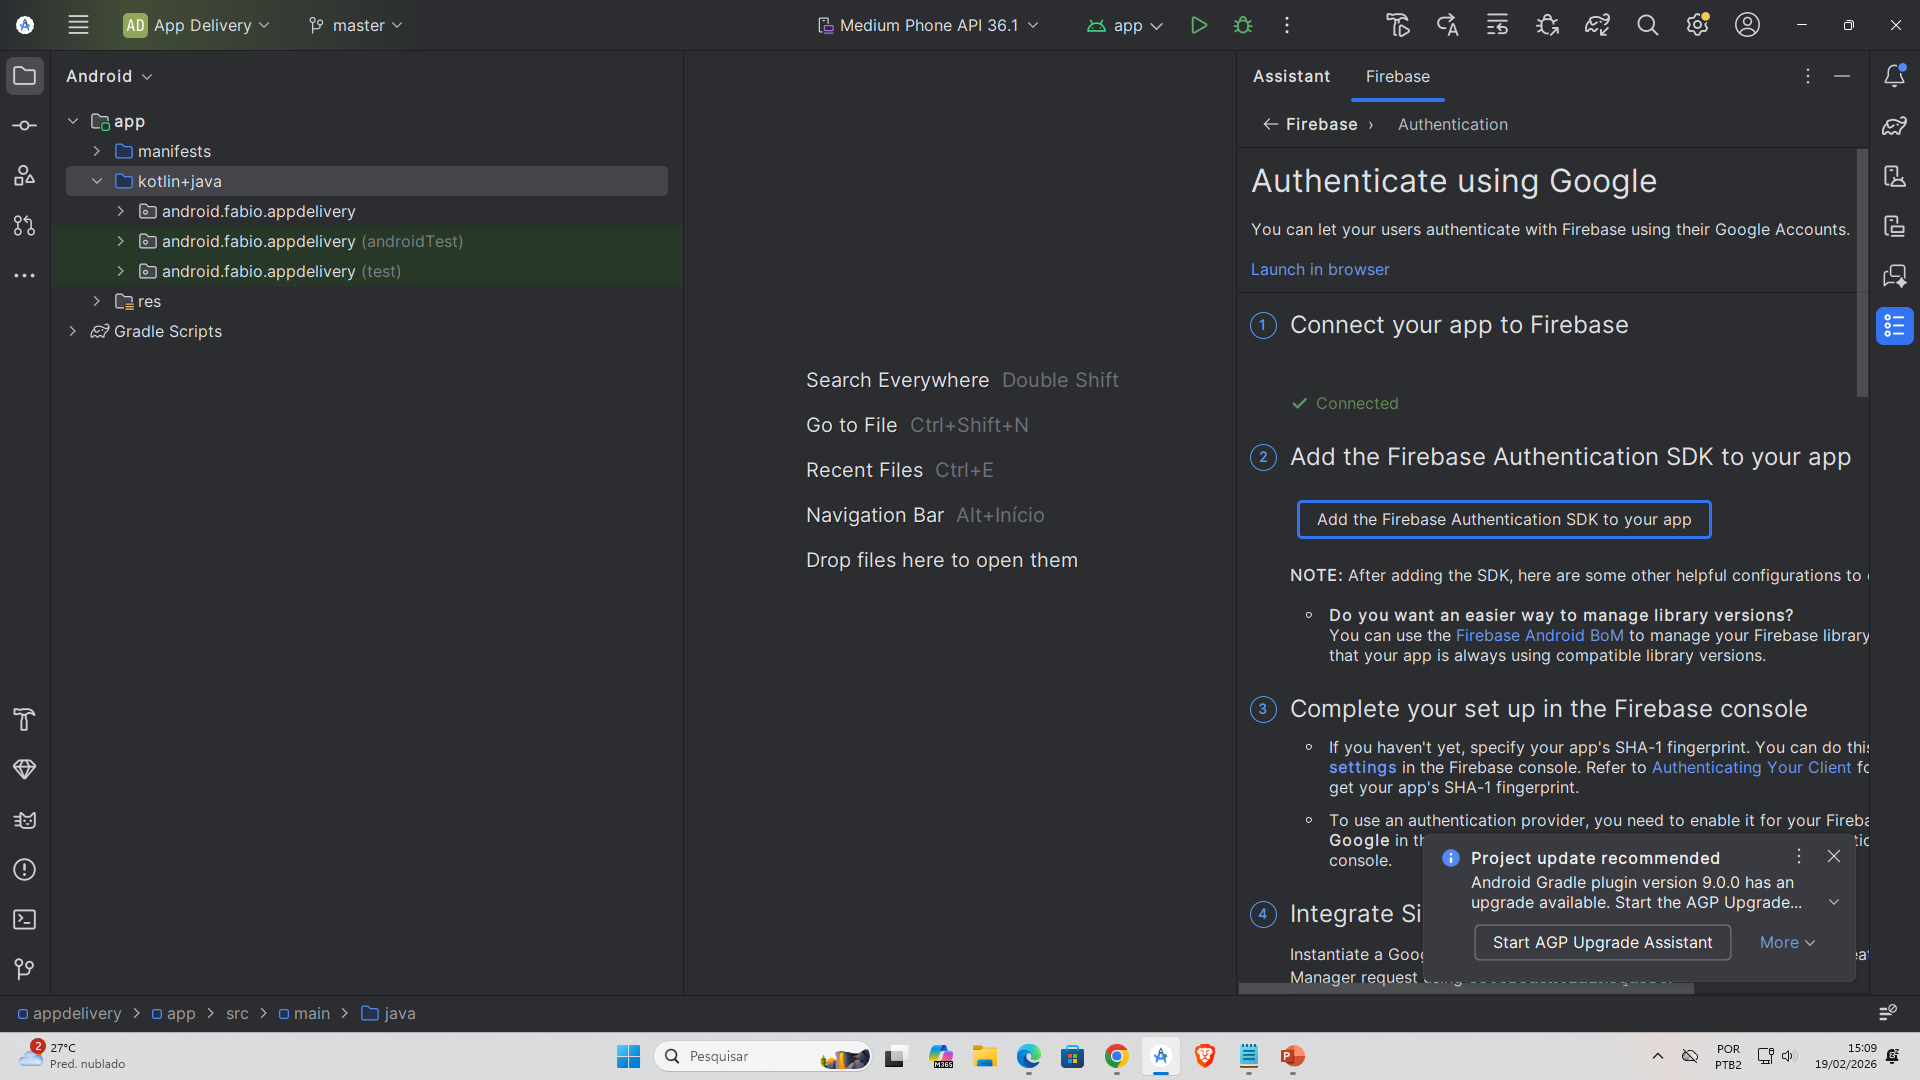 AD App Delivery
master
Medium Phone API 36.1
app
Android
app
manifests
kotlin+java
android.fabio.appdelivery
android.fabio.appdelivery (androidTest)
android.fabio.appdelivery (test)
res
Gradle Scripts
Search Everywhere Double Shift
Go to File Ctrl+Shift+N
Recent Files Ctrl+E
Navigation Bar Alt+Início
Drop files here to open them
Assistant Firebase
← Firebase › Authentication
Authenticate using Google
You can let your users authenticate with Firebase using their Google Accounts.
Launch in browser
1 Connect your app to Firebase
✓ Connected
2 Add the Firebase Authentication SDK to your app
Add the Firebase Authentication SDK to your app
NOTE: After adding the SDK, here are some other helpful configurations to
Do you want an easier way to manage library versions?
You can use the Firebase Android BoM to manage your Firebase library
that your app is always using compatible library versions.
3 Complete your set up in the Firebase console
If you haven't yet, specify your app's SHA-1 fingerprint. You can do this
settings in the Firebase console. Refer to Authenticating Your Client
get your app's SHA-1 fingerprint.
To use an authentication provider, you need to enable it for your
Google in
console.
4 Integrate
Instantiate a
Manager request using
Project update recommended
Android Gradle plugin version 9.0.0 has an
upgrade available. Start the AGP Upgrade...
Start AGP Upgrade Assistant More
appdelivery > app > src > main > java
2
27°C
Pred. nublado
Pesquisar
M365
POR
PTB2
15:09
19/02/2026